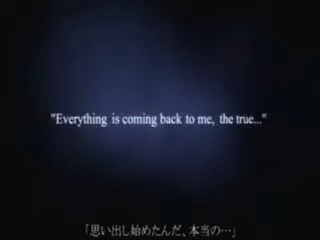 "Everything is coming back to me, the true..."
「思い出し始めたんだ、本当の…」